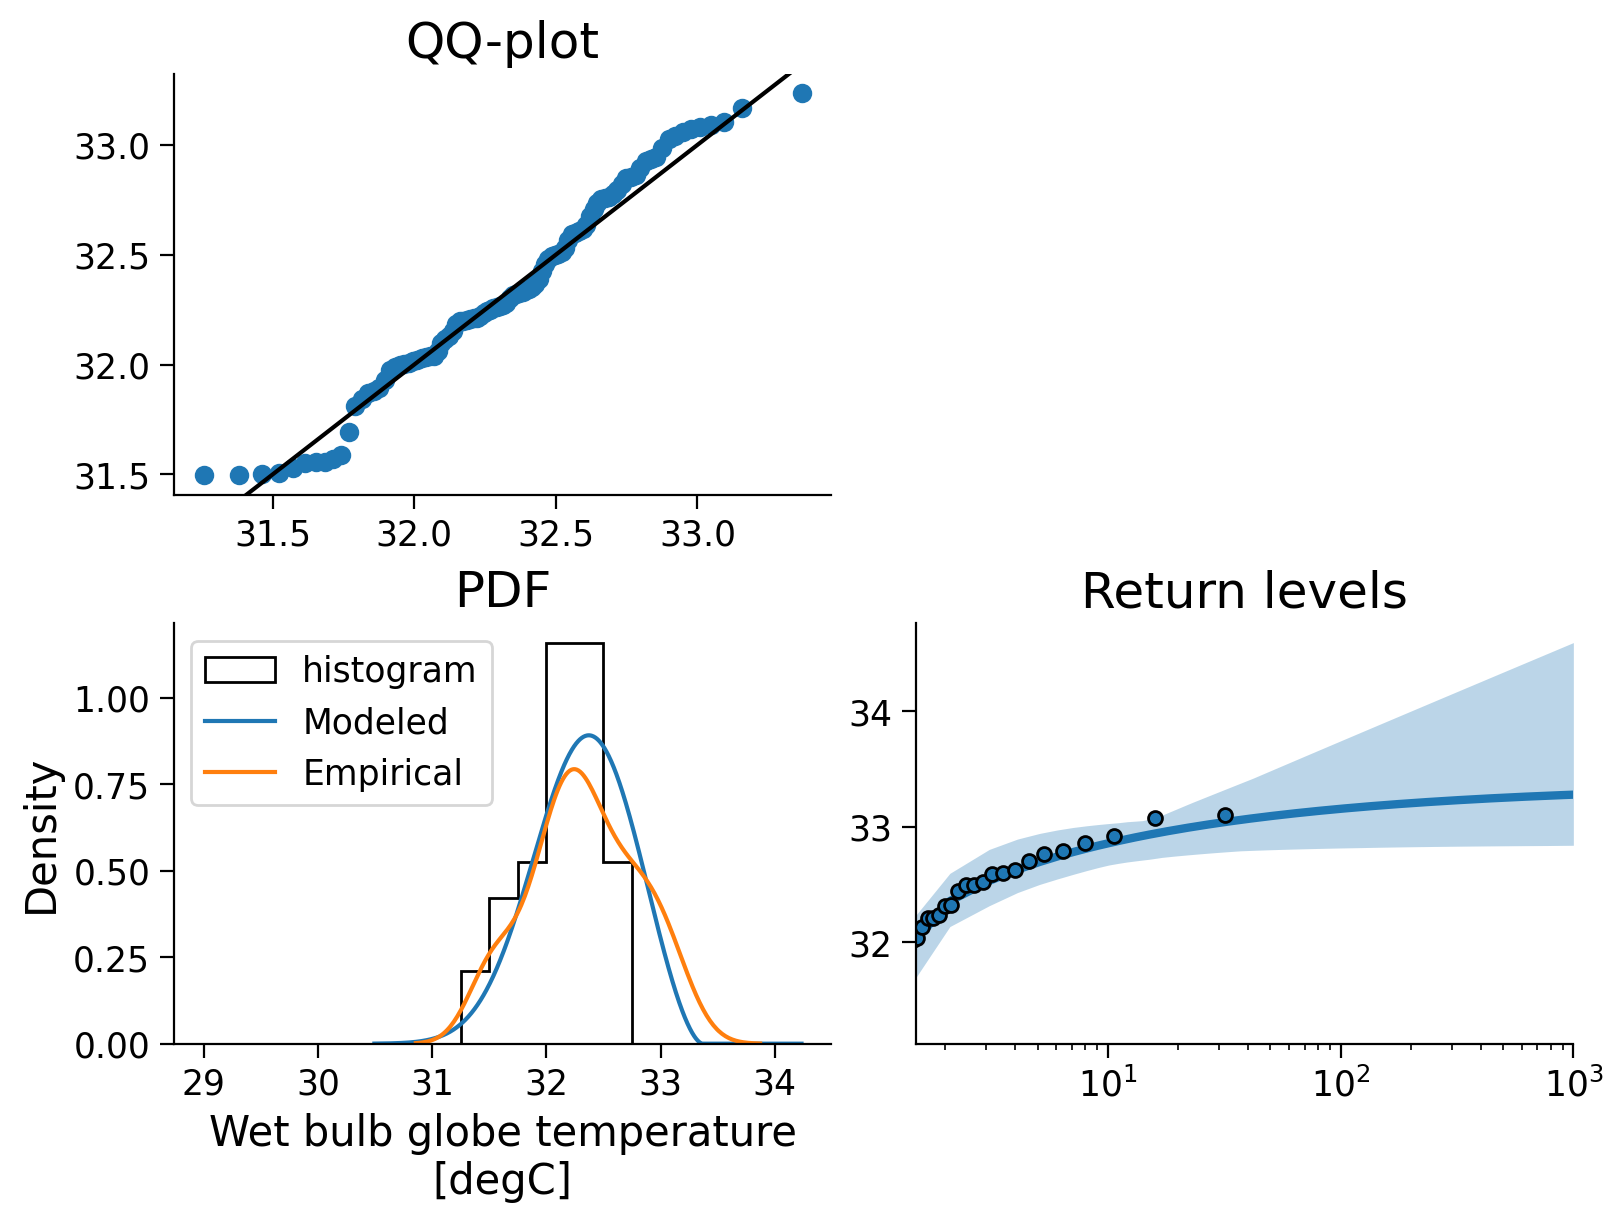 QQ-plot
33.0
32.5
32.0
31.5
31.5 32.0 32.5 33.0
PDF
histogram
Modeled
Empirical
Density
1.00
0.75
0.50
0.25
0.00
29 30 31 32 33 34
Wet bulb globe temperature
[degC]
Return levels
34
33
32
10¹ 10² 10³